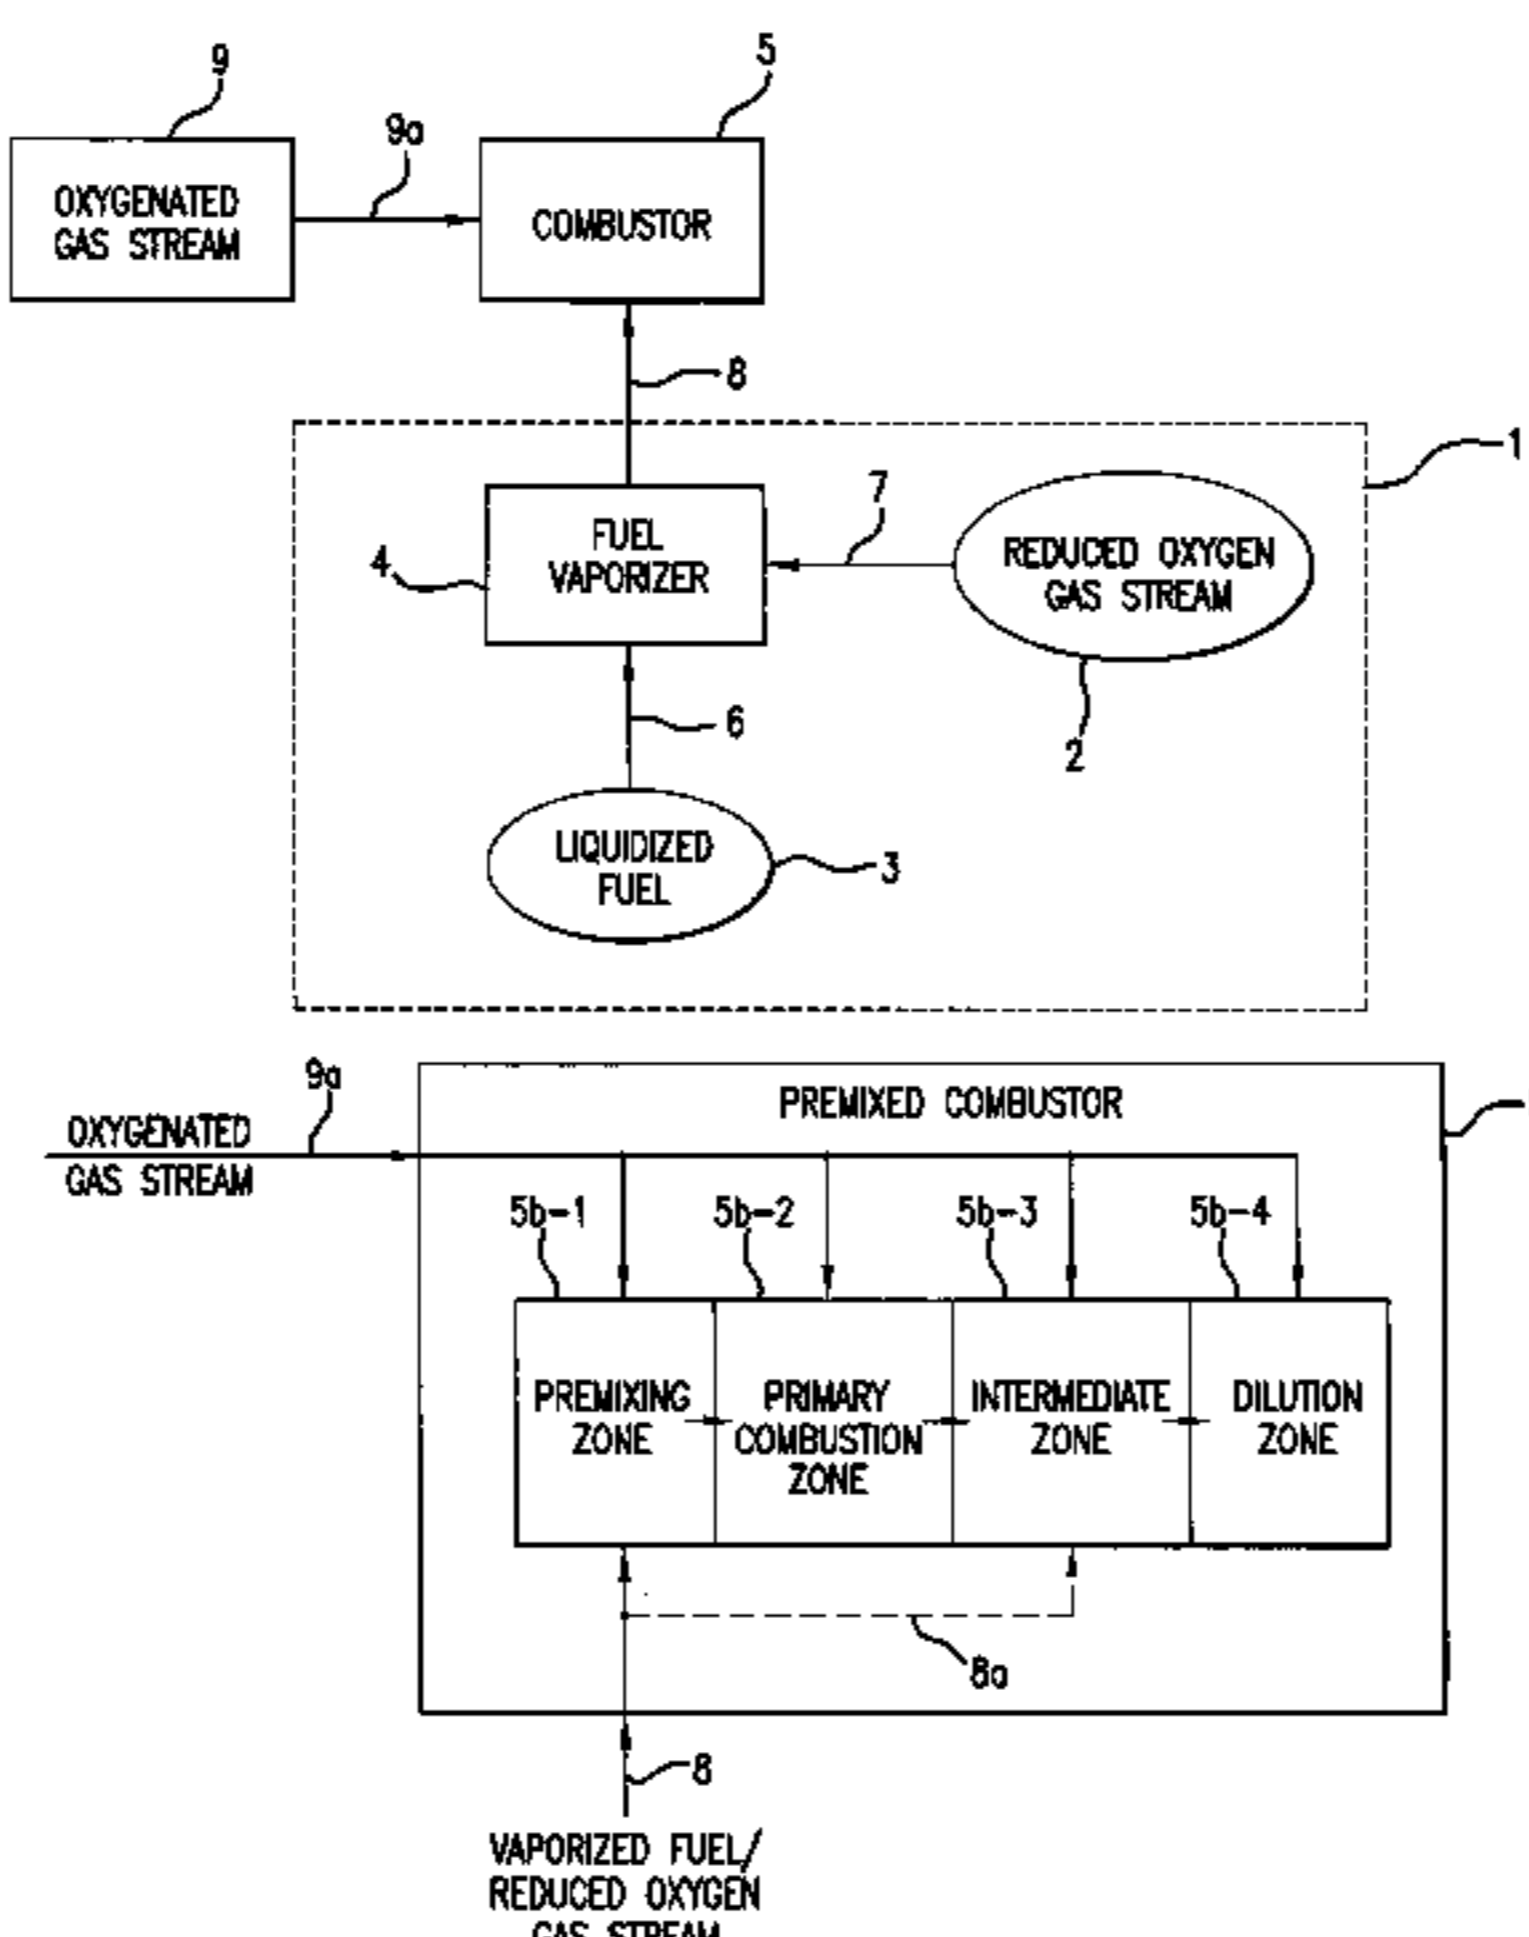 9
5
9a
OXYGENATED
GAS STREAM
COMBUSTOR
8
1
7
FUEL
VAPORIZER
4
REDUCED OXYGEN
GAS STREAM
6
2
LIQUIDIZED
FUEL
3
9a
PREMIXED COMBUSTOR
OXYGENATED
GAS STREAM
5b-1
5b-2
5b-3
5b-4
PREMIXING
ZONE
PRIMARY
COMBUSTION
ZONE
INTERMEDIATE
ZONE
DILUTION
ZONE
8a
8
VAPORIZED FUEL/
REDUCED OXYGEN
GAS STREAM